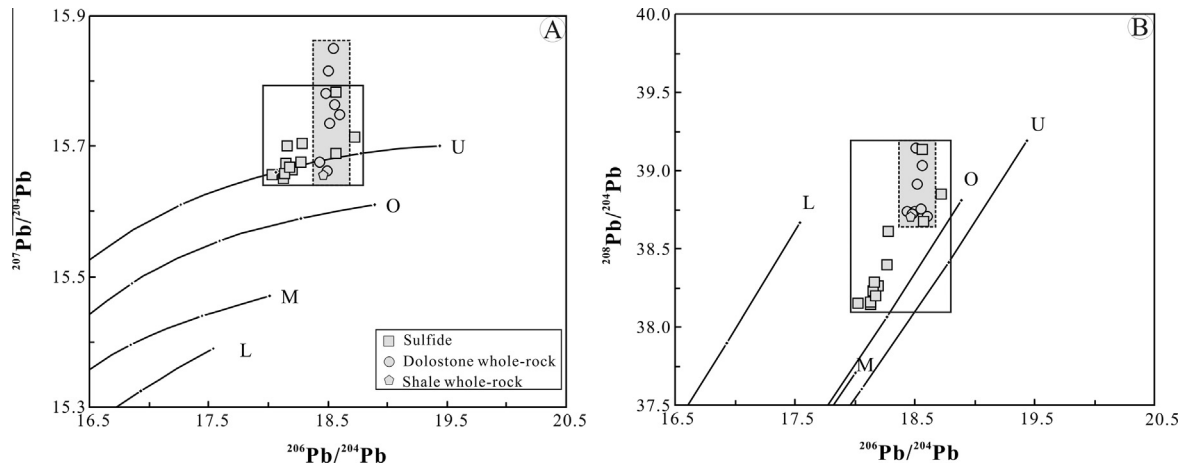 A
15.9
15.7
15.5
15.3
²⁰⁷Pb/²⁰⁴Pb
U
O
M
L
Sulfide
Dolostone whole-rock
Shale whole-rock
16.5 17.5 18.5 19.5 20.5
²⁰⁶Pb/²⁰⁴Pb
B
40.0
39.5
39.0
38.5
38.0
37.5
²⁰⁸Pb/²⁰⁴Pb
U
O
L
M
16.5 17.5 18.5 19.5 20.5
²⁰⁶Pb/²⁰⁴Pb